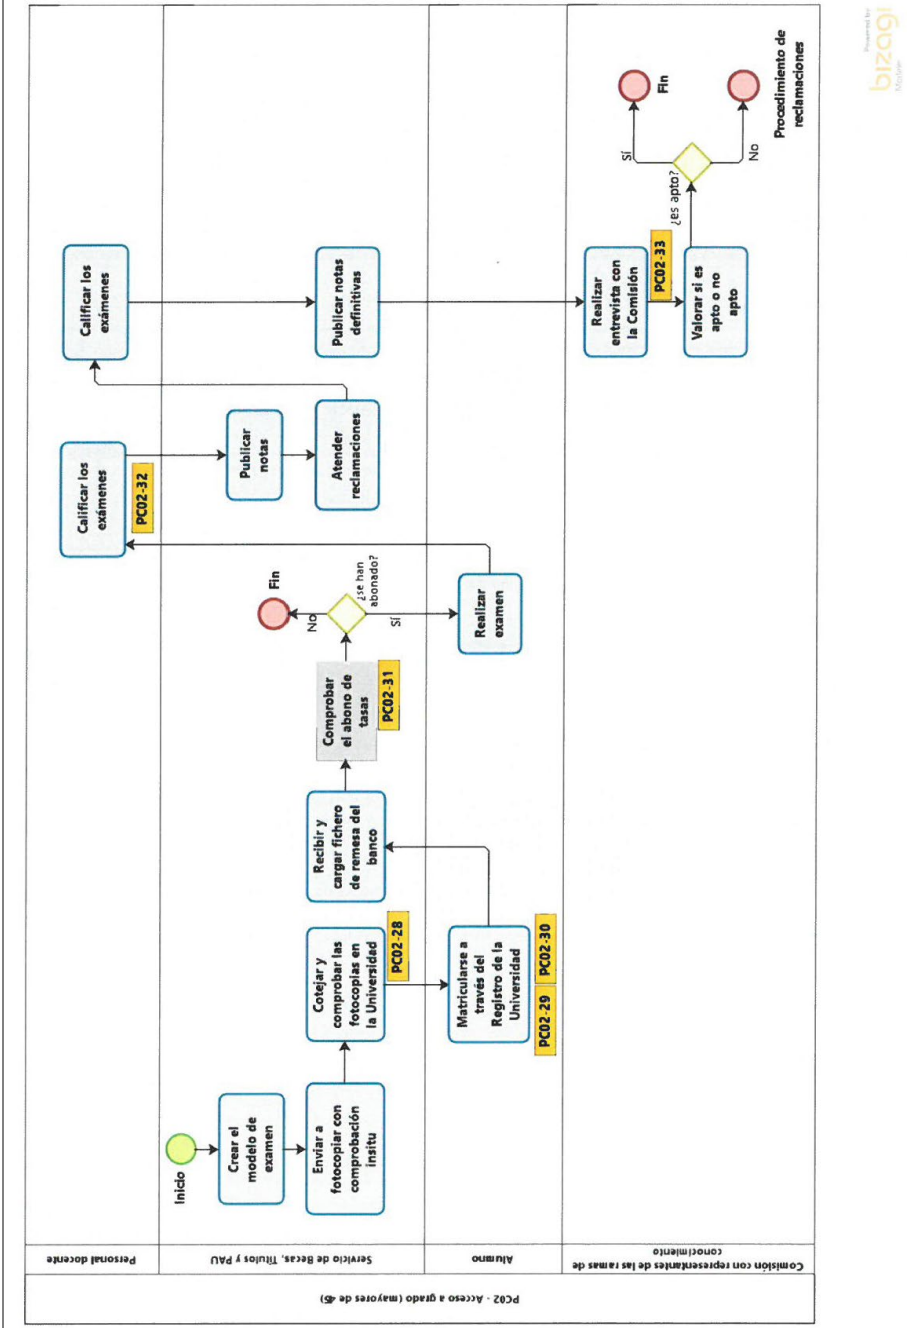 PC02 - Acceso a grado (mayores de 45)
Personal docente
Servicio de Becas, Títulos y PAU
Alumno
Comisión con representantes de las ramas de
conocimiento
Inicio
Crear el
modelo de
examen
Enviar a
fotocopiar con
comprobación
insitu
Cotejar y
comprobar las
fotocopias en
la Universidad
PC02-28
Matricularse a
través del
Registro de la
Universidad
PC02-29
PC02-30
Recibir y
cargar fichero
de remesa del
banco
Comprobar
el abono de
tasas
PC02-31
¿se han
abonado?
No
Fin
Sí
Realizar
examen
Calificar los
exámenes
PC02-32
Publicar
notas
Atender
reclamaciones
Calificar los
exámenes
Publicar notas
definitivas
Realizar
entrevista con
la Comisión
PC02-33
Valorar si es
apto o no
apto
¿es apto?
Sí
Fin
No
Procedimiento de
reclamaciones
Powered by
bizagi
Modeler